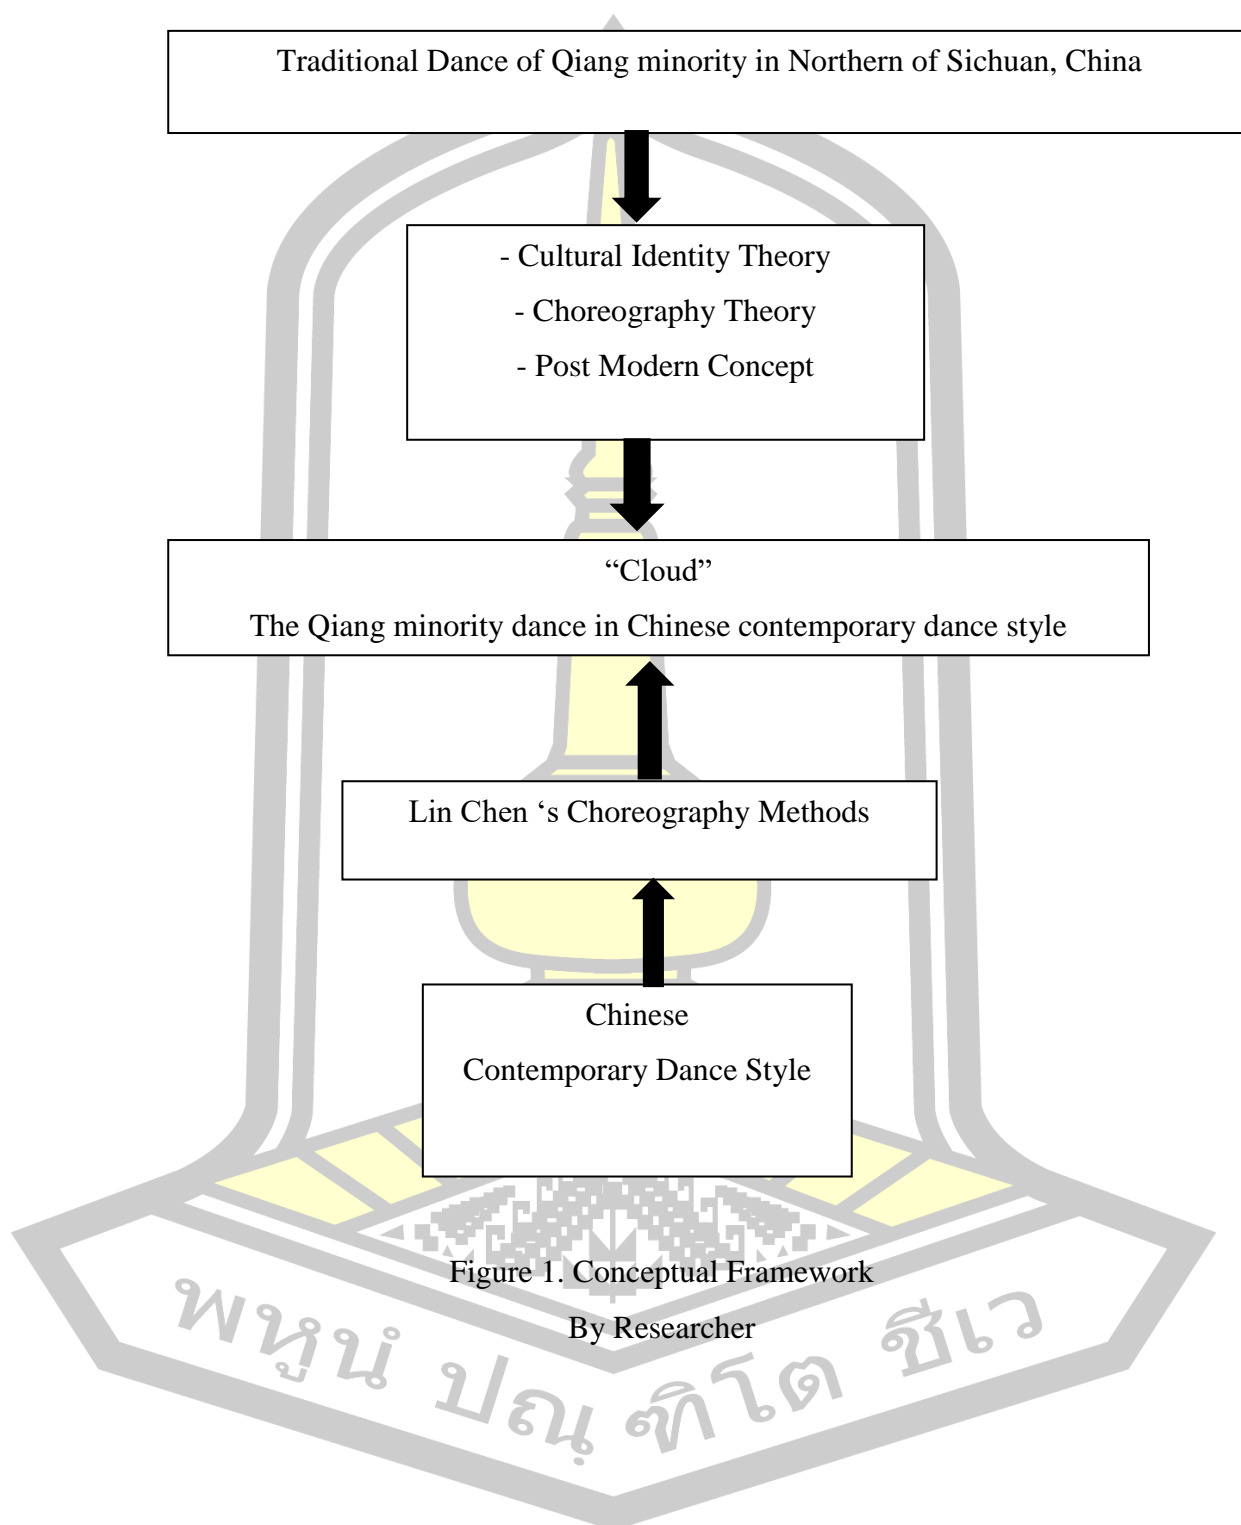 Traditional Dance of Qiang minority in Northern of Sichuan, China
- Cultural Identity Theory
- Choreography Theory
- Post Modern Concept
“Cloud”
The Qiang minority dance in Chinese contemporary dance style
Lin Chen ‘s Choreography Methods
Chinese
Contemporary Dance Style
Figure 1. Conceptual Framework
By Researcher
พหูนํ ปณฺ ฑิโต ชีเว